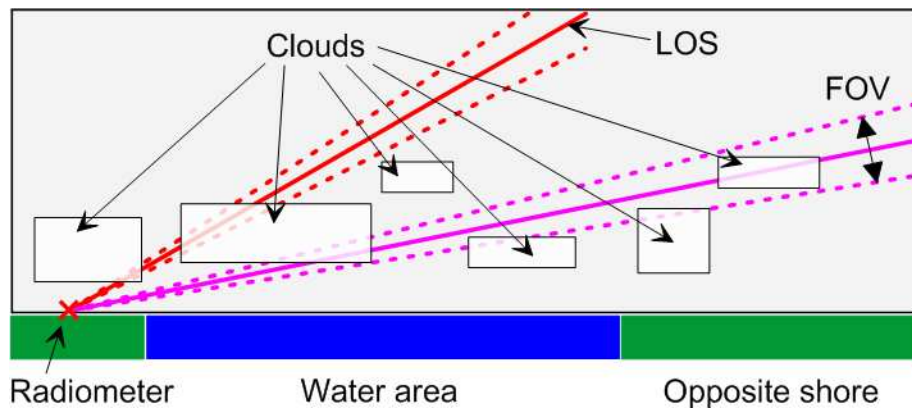 Clouds
LOS
FOV
Radiometer
Water area
Opposite shore